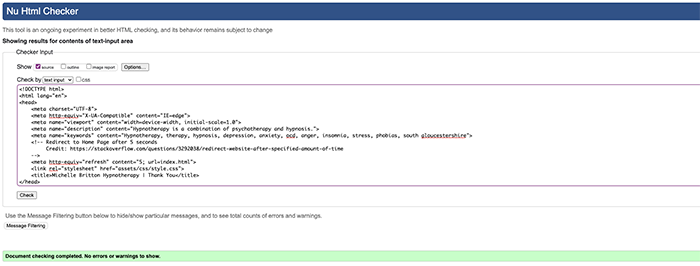 Nu Html Checker
This tool is an ongoing experiment in better HTML checking, and its behavior remains subject to change
Showing results for contents of text-input area
Checker Input
Show source outline image report Options...
Check by text input css
<!DOCTYPE html>
<html lang="en">
<head>
<meta charset="UTF-8">
<meta http-equiv="X-UA-Compatible" content="IE=edge">
<meta name="viewport" content="width=device-width, initial-scale=1.0">
<meta name="description" content="Hypnotherapy is a combination of psychotherapy and hypnosis.">
<meta name="keywords" content="Hypnotherapy, therapy, hypnosis, depression, anxiety, ocd, anger, insomnia, stress, phobias, south gloucestershire">
<!-- Redirect to Home Page after 5 seconds
Credit: https://stackoverflow.com/questions/3292038/redirect-website-after-specified-amount-of-time
-->
<meta http-equiv="refresh" content="5; url=index.html">
<link rel="stylesheet" href="assets/css/style.css">
<title>Michelle Britton Hypnotherapy | Thank You</title>
</head>
Check
Use the Message Filtering button below to hide/show particular messages, and to see total counts of errors and warnings.
Message Filtering
Document checking completed. No errors or warnings to show.